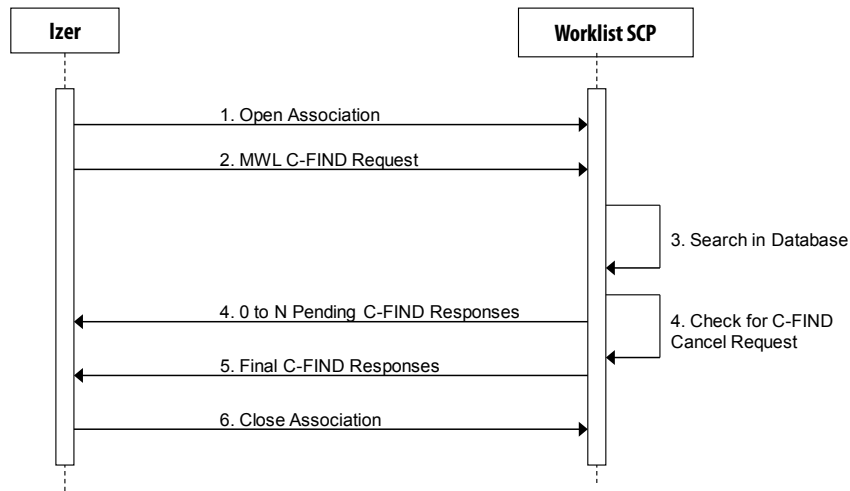 Izer
Worklist SCP
1. Open Association
2. MWL C-FIND Request
3. Search in Database
4. 0 to N Pending C-FIND Responses
4. Check for C-FIND
Cancel Request
5. Final C-FIND Responses
6. Close Association